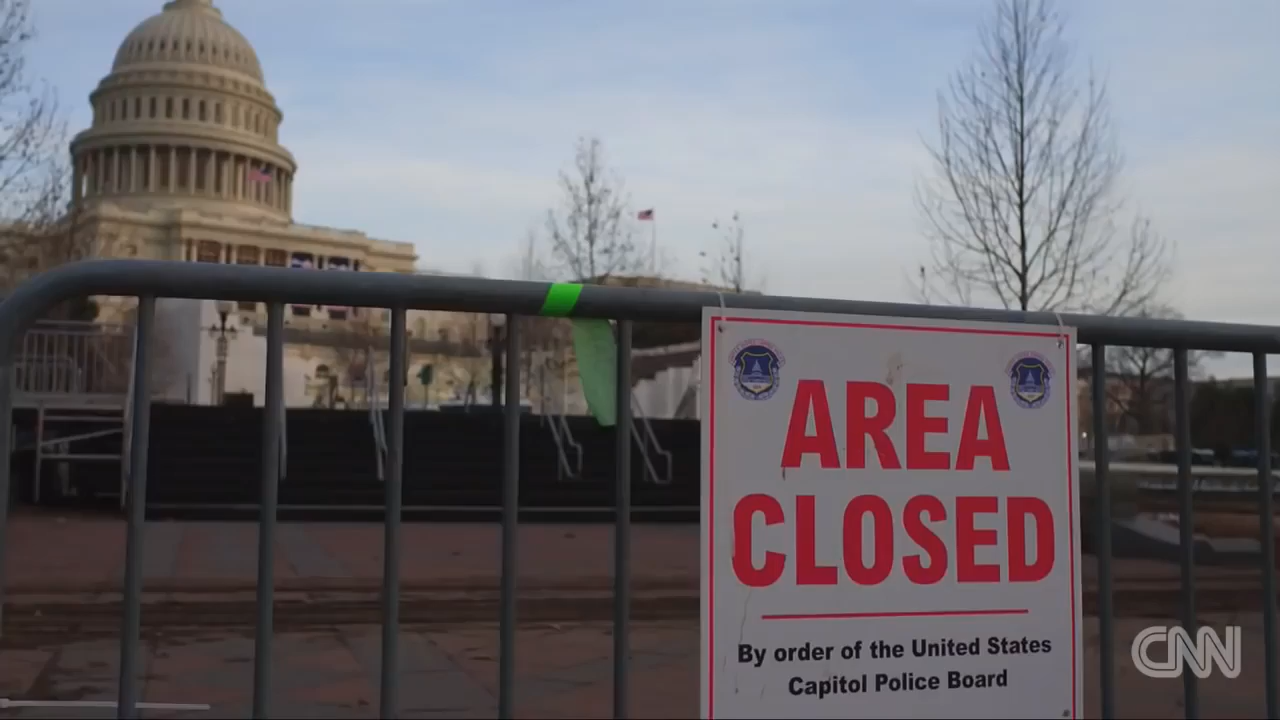 AREA
CLOSED
By order of the United States
Capitol Police Board
CNN